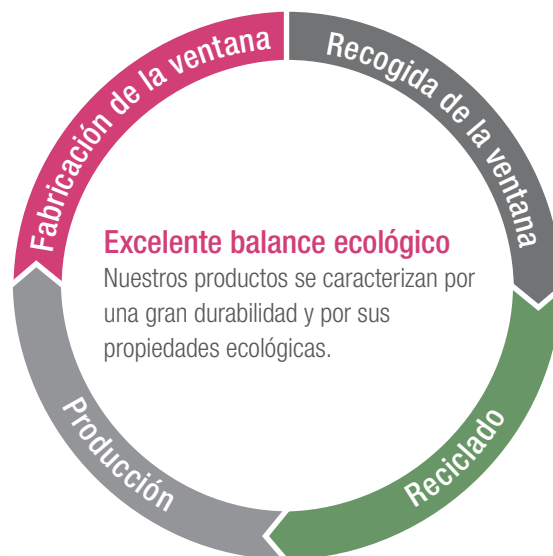 Fabricación de la ventana
Recogida de la ventana
Excelente balance ecológico
Nuestros productos se caracterizan por
una gran durabilidad y por sus
propiedades ecológicas.
Producción
Reciclado